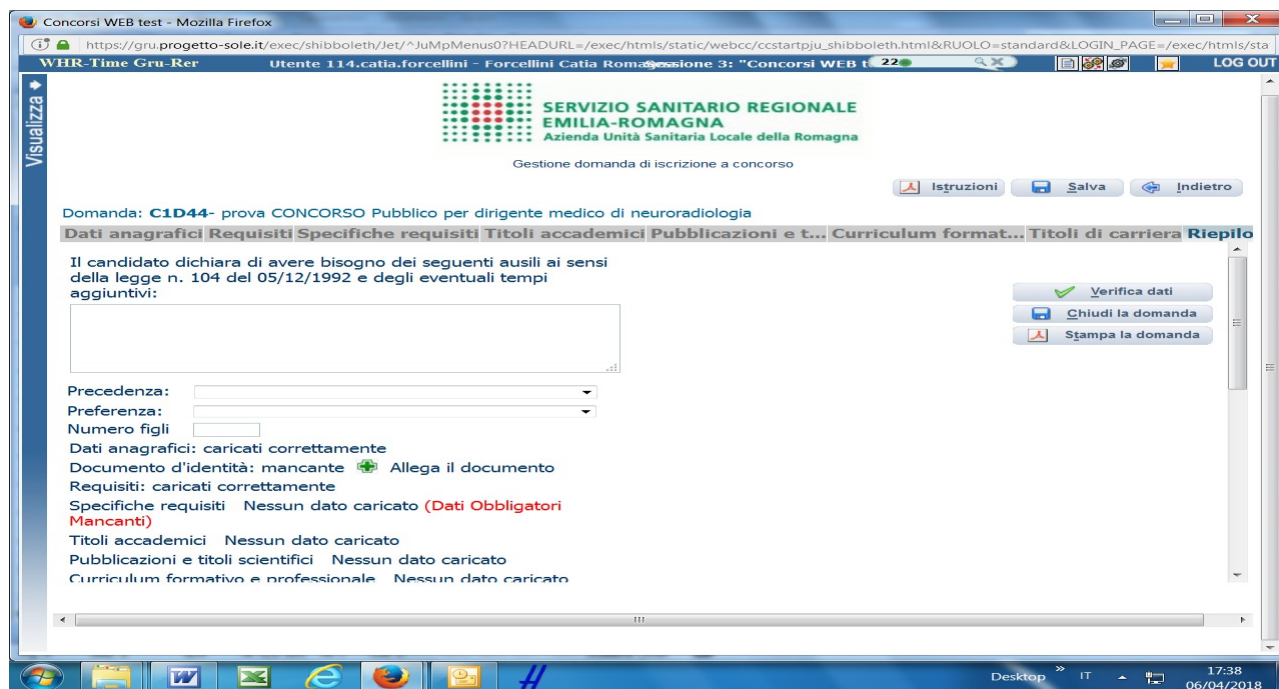 Concorsi WEB test - Mozilla Firefox
https://gru.progetto-sole.it/exec/shibboleth/Jet/^JuMpMenus0?HEADURL=/exec/htmls/static/webcc/ccstartpju_shibboleth.html&RUOLO=standard&LOGIN_PAGE=/exec/htmls/sta
WHR-Time Gru-Rer Utente 114.catia.forcellini - Forcellini Catia Romagna Sessione 3: "Concorsi WEB t 22 LOG OUT
Visualizza
SERVIZIO SANITARIO REGIONALE
EMILIA-ROMAGNA
Azienda Unità Sanitaria Locale della Romagna
Gestione domanda di iscrizione a concorso
Istruzioni Salva Indietro
Domanda: C1D44- prova CONCORSO Pubblico per dirigente medico di neuroradiologia
Dati anagrafici Requisiti Specifiche requisiti Titoli accademici Pubblicazioni e t... Curriculum format... Titoli di carriera Riepilo
Il candidato dichiara di avere bisogno dei seguenti ausili ai sensi
della legge n. 104 del 05/12/1992 e degli eventuali tempi
aggiuntivi:
Verifica dati
Chiudi la domanda
Stampa la domanda
Precedenza:
Preferenza:
Numero figli
Dati anagrafici: caricati correttamente
Documento d'identità: mancante Allega il documento
Requisiti: caricati correttamente
Specifiche requisiti Nessun dato caricato (Dati Obbligatori
Mancanti)
Titoli accademici Nessun dato caricato
Pubblicazioni e titoli scientifici Nessun dato caricato
Curriculum formativo e professionale Nessun dato caricato
Desktop » IT 17:38
06/04/2018